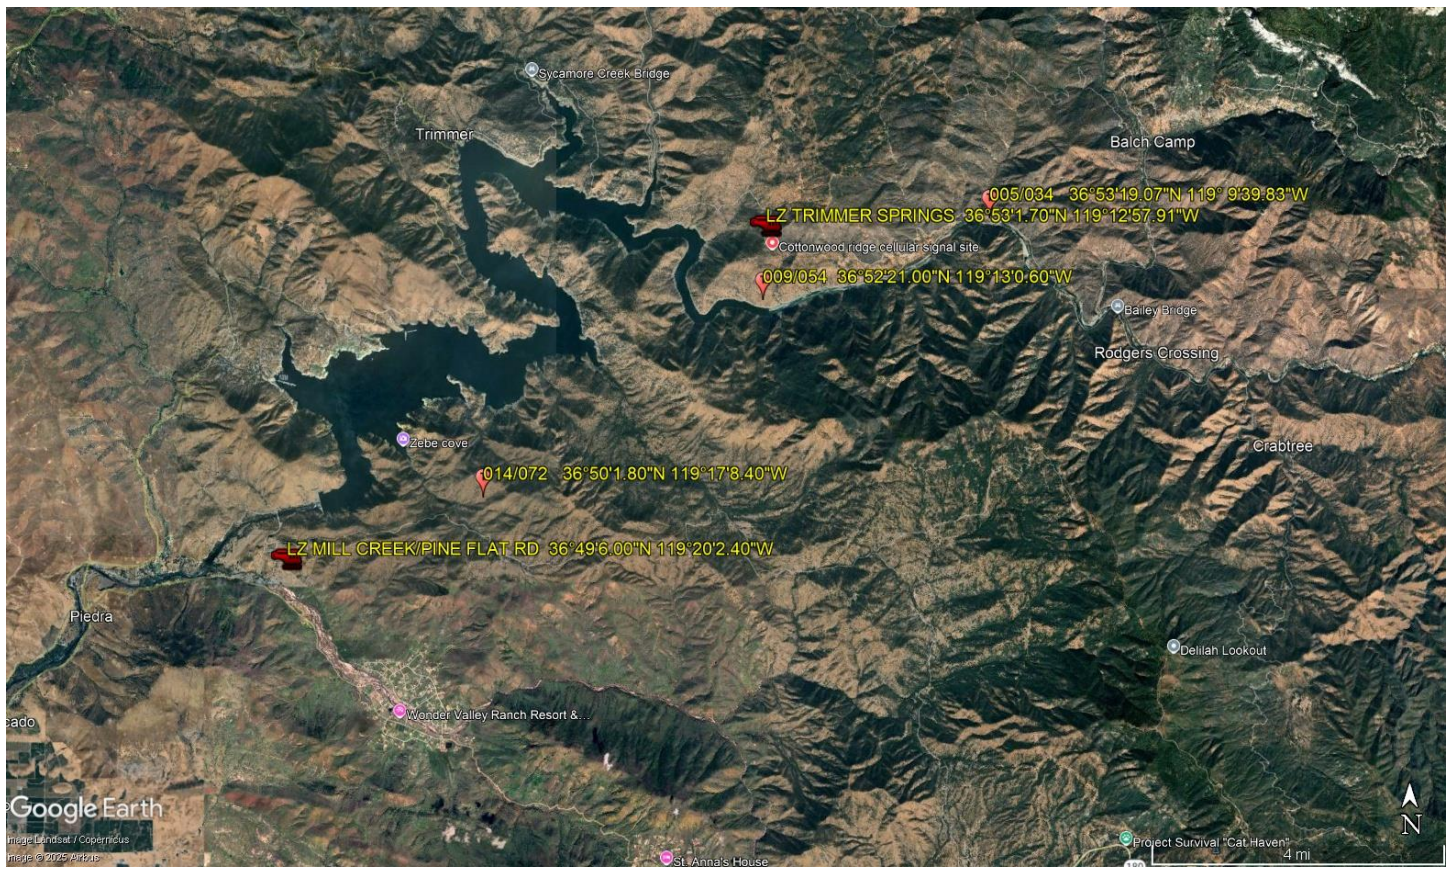 Sycamore Creek Bridge
Trimmer
Balch Camp
005/034 36°53'19.07"N 119° 9'39.83"W
LZ TRIMMER SPRINGS 36°53'1.70"N 119°12'57.91"W
Cottonwood ridge cellular signal site
009/054 36°52'21.00"N 119°13'0.60"W
Bailey Bridge
Rodgers Crossing
Zebe cove
Crabtree
014/072 36°50'1.80"N 119°17'8.40"W
LZ MILL CREEK/PINE FLAT RD 36°49'6.00"N 119°20'2.40"W
Piedra
Delilah Lookout
Wonder Valley Ranch Resort &...
cado
Google Earth
Image Landsat / Copernicus
Image © 2025 Airbus
N
Project Survival "Cat Haven"
4 mi
St. Anna's House
180